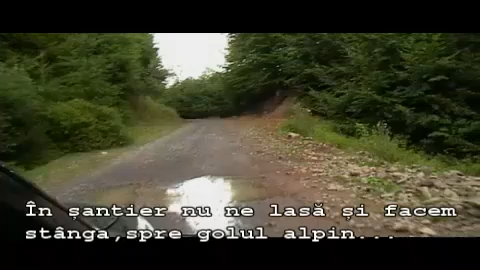 În șantier nu ne lasă și facem
stânga,spre golul alpin...